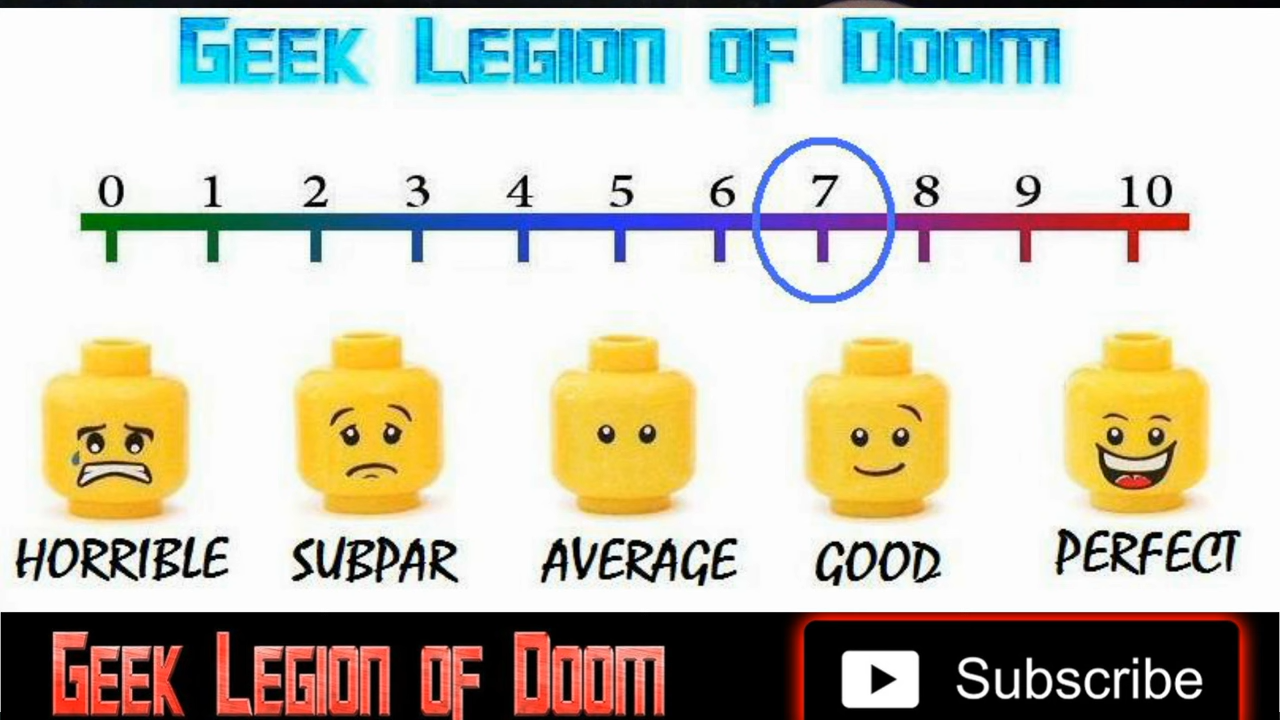 GEEK LEGION OF DOOM
0 1 2 3 4 5 6 7 8 9 10
HORRIBLE SUBPAR AVERAGE GOOD PERFECT
GEEK LEGION OF DOOM
Subscribe